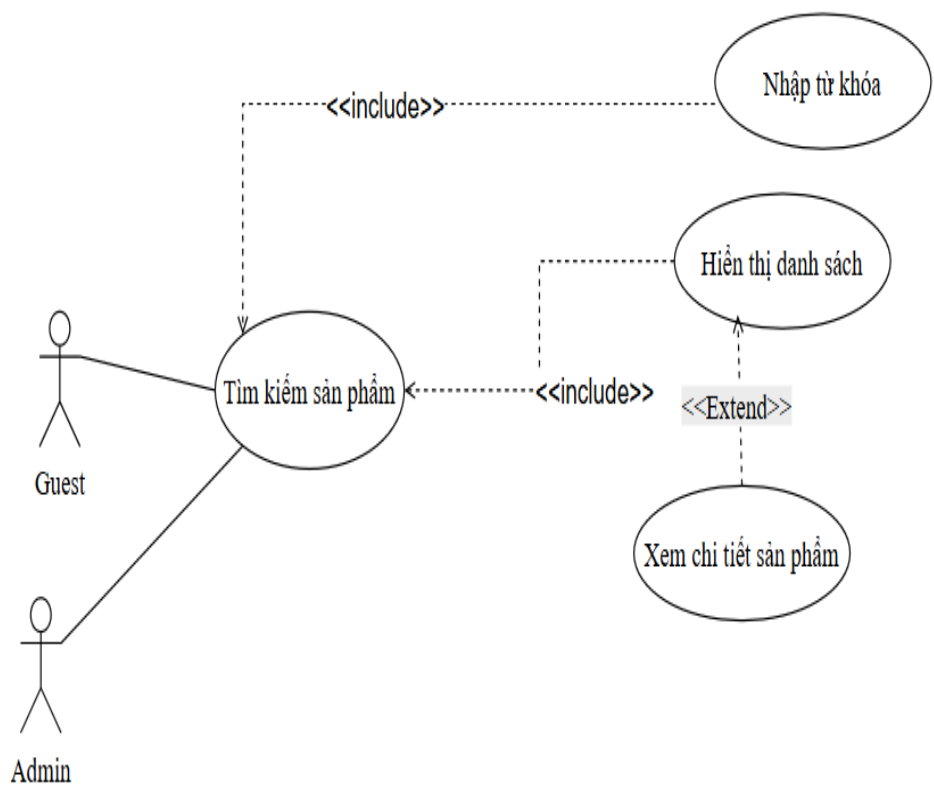 Nhập từ khóa
<<include>>
Hiển thị danh sách
Tìm kiếm sản phẩm
<<include>>
<<Extend>>
Guest
Xem chi tiết sản phẩm
Admin